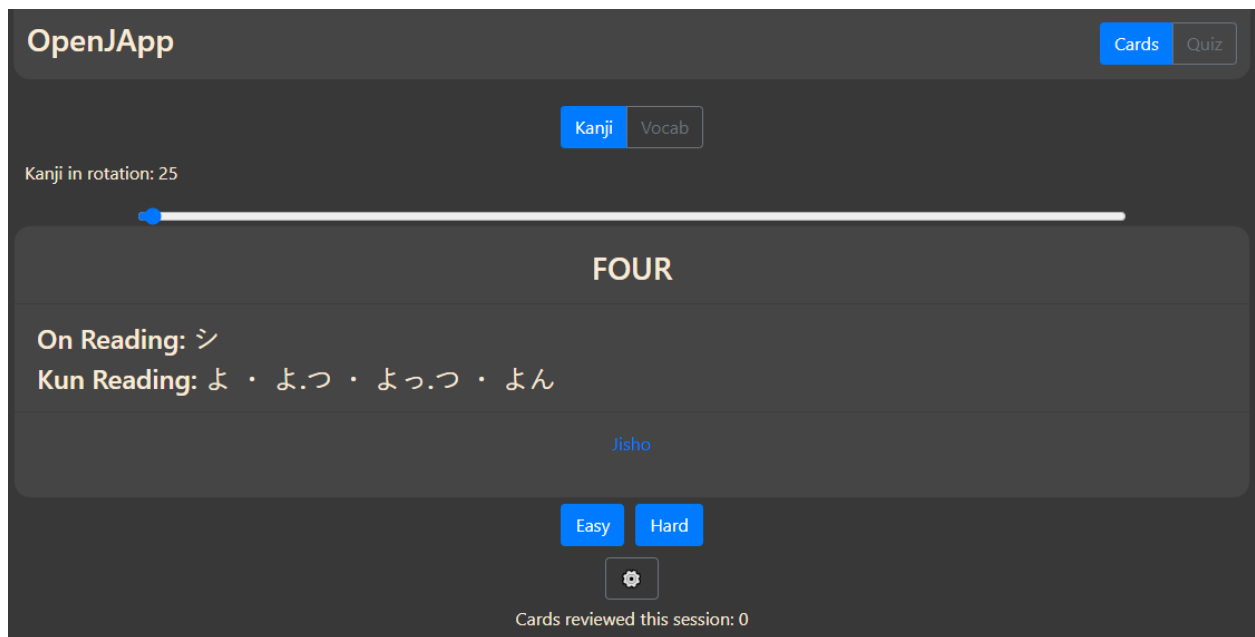 OpenJApp
Cards Quiz
Kanji Vocab
Kanji in rotation: 25
FOUR
On Reading: シ
Kun Reading: よ ・ よ.つ ・ よっ.つ ・ よん
Jisho
Easy Hard
Cards reviewed this session: 0